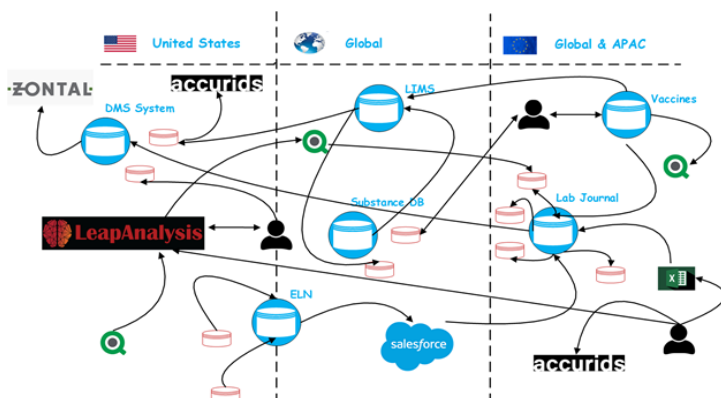 United States
Global
Global & APAC
ZONTAL
accurids
DMS System
LIMS
Vaccines
Substance DB
Lab Journal
LeapAnalysis
ELN
salesforce
accurids